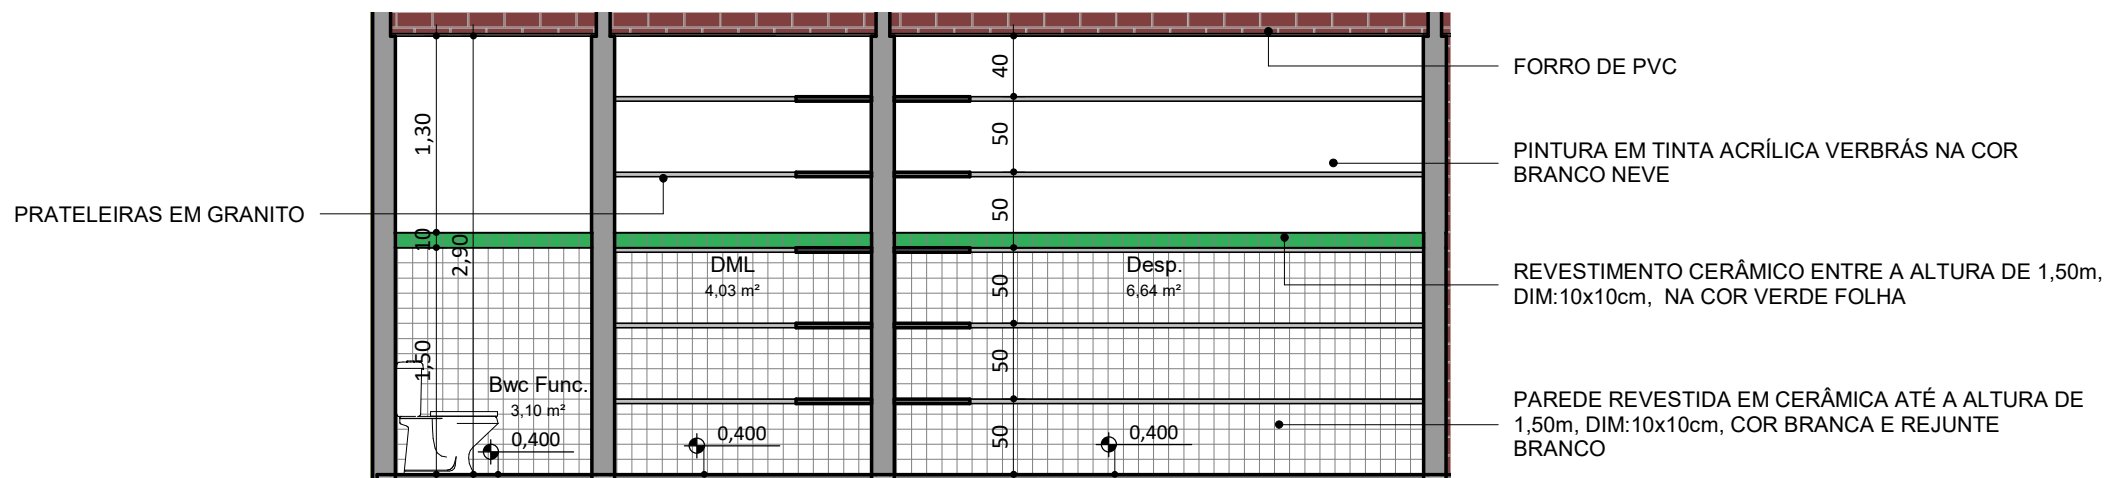 FORRO DE PVC
PINTURA EM TINTA ACRÍLICA VERBRÁS NA COR
BRANCO NEVE
PRATELEIRAS EM GRANITO
REVESTIMENTO CERÂMICO ENTRE A ALTURA DE 1,50m,
DIM:10x10cm, NA COR VERDE FOLHA
PAREDE REVESTIDA EM CERÂMICA ATÉ A ALTURA DE
1,50m, DIM:10x10cm, COR BRANCA E REJUNTE
BRANCO
1,30
10
2,90
1,50
Bwc Func.
3,10 m²
0,400
DML
4,03 m²
0,400
40
50
50
50
50
50
Desp.
6,64 m²
0,400